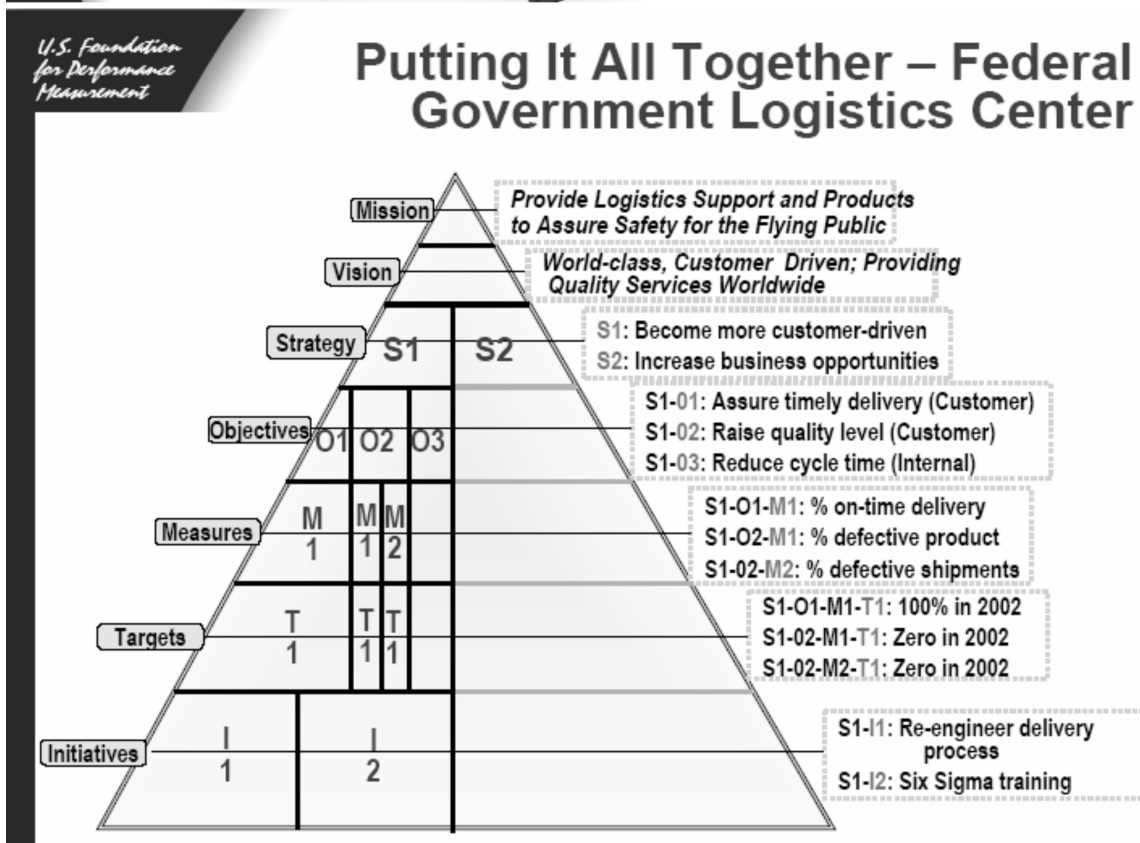 U.S. Foundation
for Performance
Measurement
Putting It All Together – Federal
Government Logistics Center
Mission
Provide Logistics Support and Products
to Assure Safety for the Flying Public
Vision
World-class, Customer Driven; Providing
Quality Services Worldwide
Strategy
S1
S2
S1: Become more customer-driven
S2: Increase business opportunities
Objectives
O1
O2
O3
S1-01: Assure timely delivery (Customer)
S1-02: Raise quality level (Customer)
S1-03: Reduce cycle time (Internal)
Measures
M
1
M
1
M
2
S1-O1-M1: % on-time delivery
S1-O2-M1: % defective product
S1-02-M2: % defective shipments
Targets
T
1
T
1
T
1
S1-O1-M1-T1: 100% in 2002
S1-02-M1-T1: Zero in 2002
S1-02-M2-T1: Zero in 2002
Initiatives
I
1
I
2
S1-I1: Re-engineer delivery
process
S1-I2: Six Sigma training